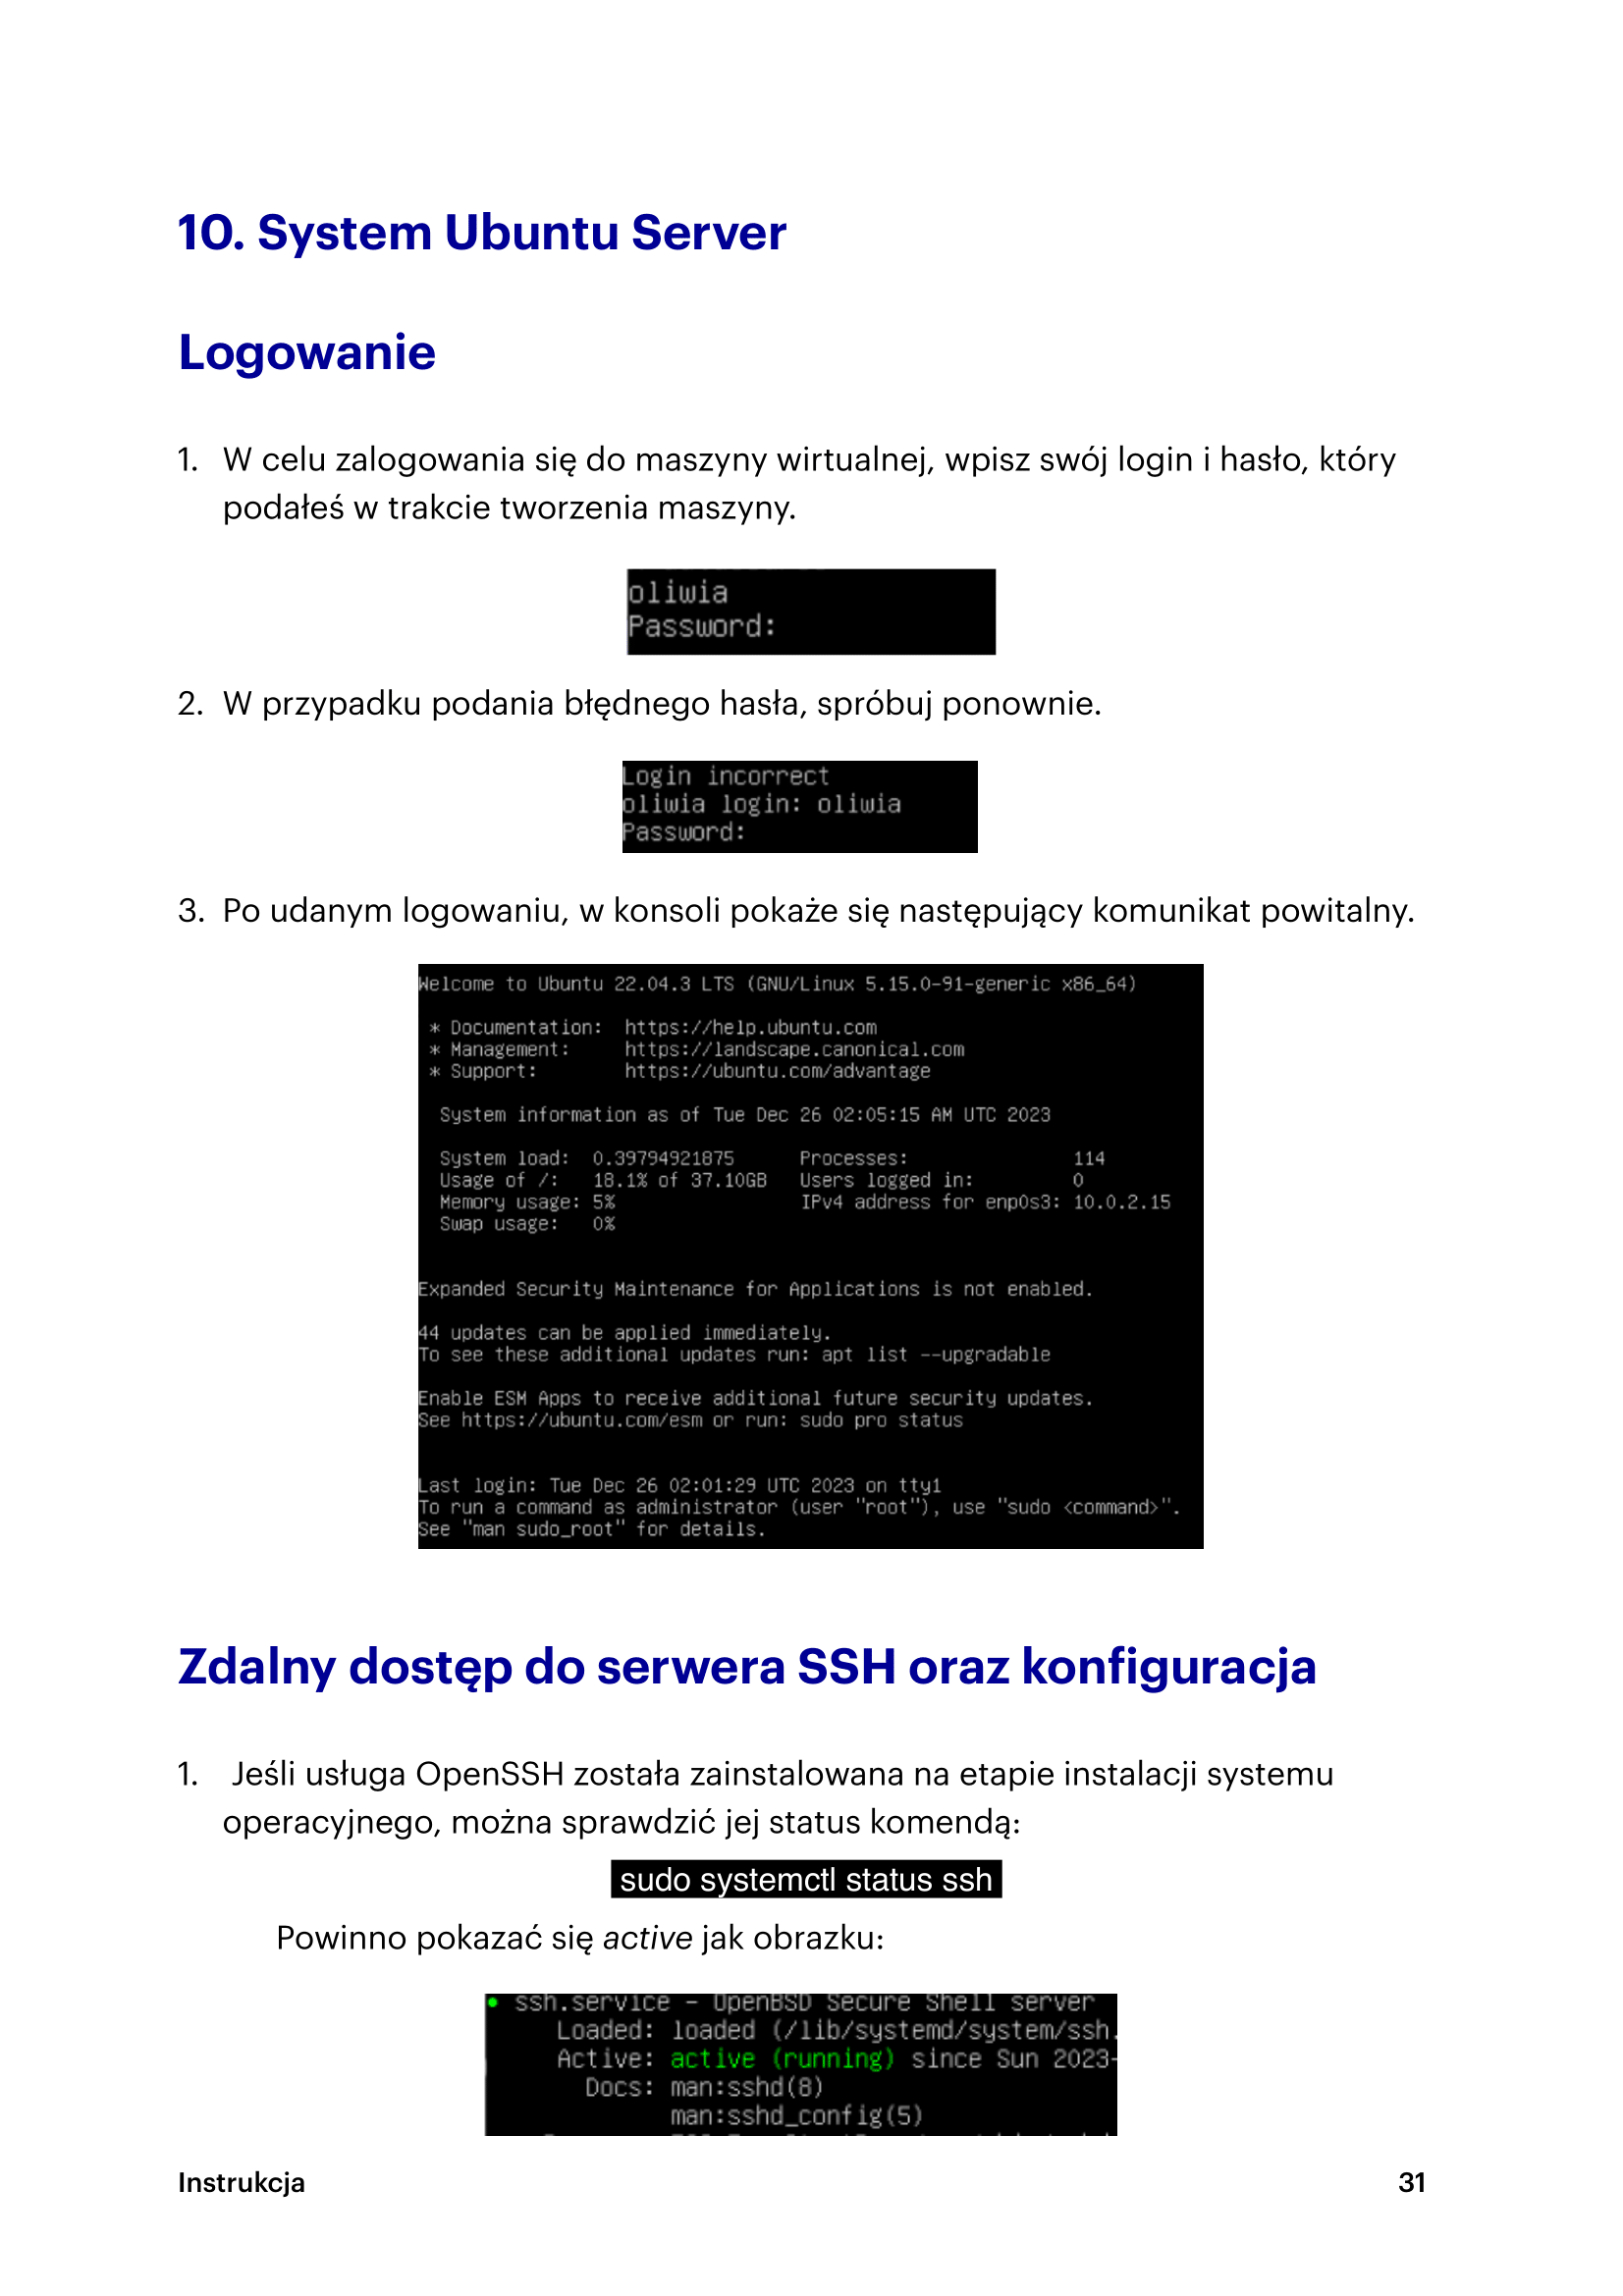 10. System Ubuntu Server
Logowanie
1. W celu zalogowania się do maszyny wirtualnej, wpisz swój login i hasło, który
podałeś w trakcie tworzenia maszyny.
oliwia
Password:
2. W przypadku podania błędnego hasła, spróbuj ponownie.
Login incorrect
oliwia login: oliwia
Password:
3. Po udanym logowaniu, w konsoli pokaże się następujący komunikat powitalny.
Welcome to Ubuntu 22.04.3 LTS (GNU/Linux 5.15.0-91-generic x86_64)
* Documentation: https://help.ubuntu.com
* Management: https://landscape.canonical.com
* Support: https://ubuntu.com/advantage
System information as of Tue Dec 26 02:05:15 AM UTC 2023
System load: 0.39794921875 Processes: 114
Usage of /: 18.1% of 37.10GB Users logged in: 0
Memory usage: 5% IPv4 address for enp0s3: 10.0.2.15
Swap usage: 0%
Expanded Security Maintenance for Applications is not enabled.
44 updates can be applied immediately.
To see these additional updates run: apt list --upgradable
Enable ESM Apps to receive additional future security updates.
See https://ubuntu.com/esm or run: sudo pro status
Last login: Tue Dec 26 02:01:29 UTC 2023 on tty1
To run a command as administrator (user "root"), use "sudo <command>".
See "man sudo_root" for details.
Zdalny dostęp do serwera SSH oraz konfiguracja
1. Jeśli usługa OpenSSH została zainstalowana na etapie instalacji systemu
operacyjnego, można sprawdzić jej status komendą:
sudo systemctl status ssh
Powinno pokazać się active jak obrazku:
● ssh.service - OpenBSD Secure Shell server
Loaded: loaded (/lib/systemd/system/ssh.
Active: active (running) since Sun 2023-
Docs: man:sshd(8)
man:sshd_config(5)
Instrukcja 31